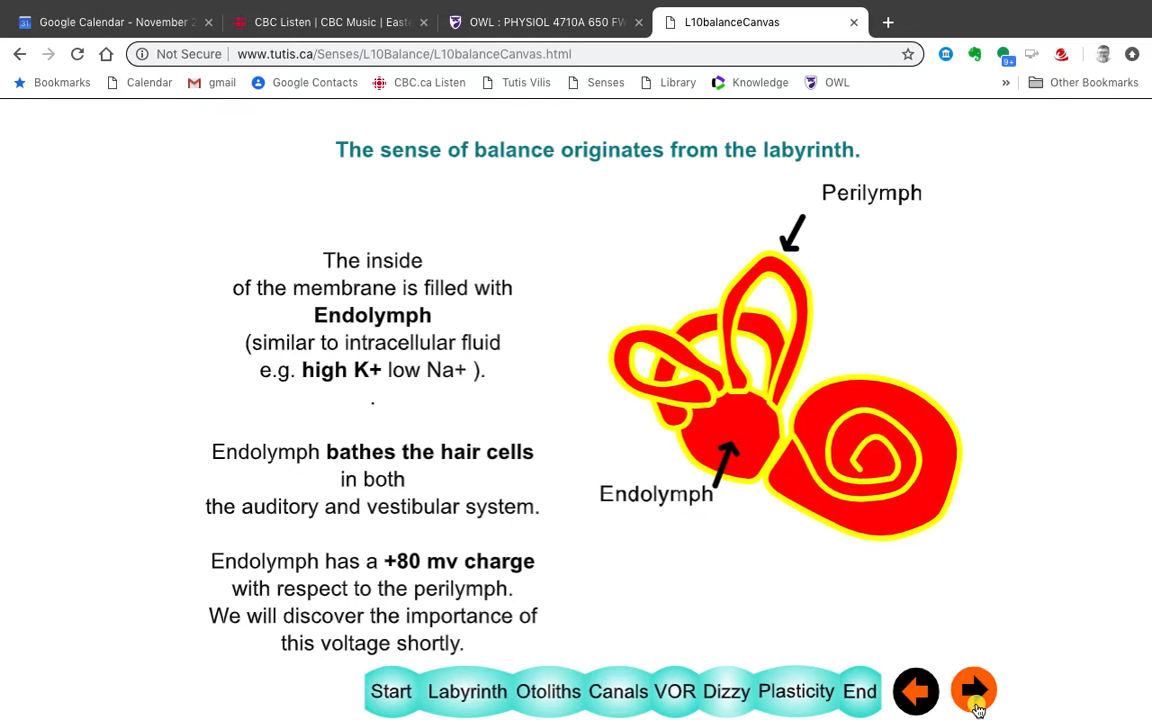 Google Calendar - November 2
CBC Listen | CBC Music | Easte
OWL : PHYSIOL 4710A 650 FW
L10balanceCanvas
Not Secure
www.tutis.ca/Senses/L10Balance/L10balanceCanvas.html
9+
Bookmarks
Calendar
gmail
Google Contacts
CBC.ca Listen
Tutis Vilis
Senses
Library
Knowledge
OWL
»
Other Bookmarks
The sense of balance originates from the labyrinth.
Perilymph
The inside
of the membrane is filled with
Endolymph
(similar to intracellular fluid
e.g. high K+ low Na+ ).
.
Endolymph bathes the hair cells
in both
the auditory and vestibular system.
Endolymph
Endolymph has a +80 mv charge
with respect to the perilymph.
We will discover the importance of
this voltage shortly.
Start
Labyrinth
Otoliths
Canals
VOR
Dizzy
Plasticity
End